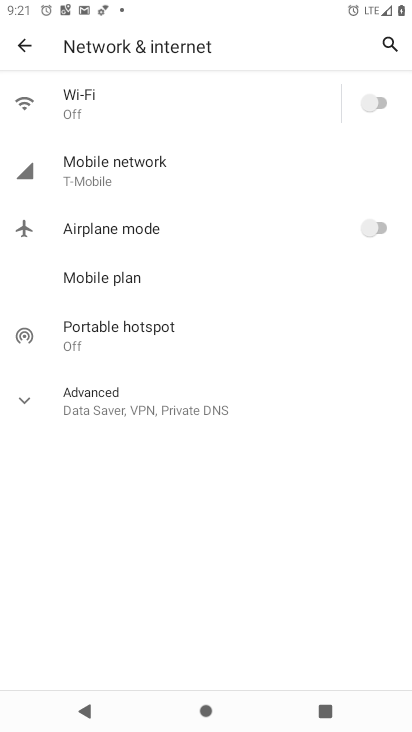 9:21
LTE
Network & internet
Wi-Fi
Off
Mobile network
T-Mobile
Airplane mode
Mobile plan
Portable hotspot
Off
Advanced
Data Saver, VPN, Private DNS